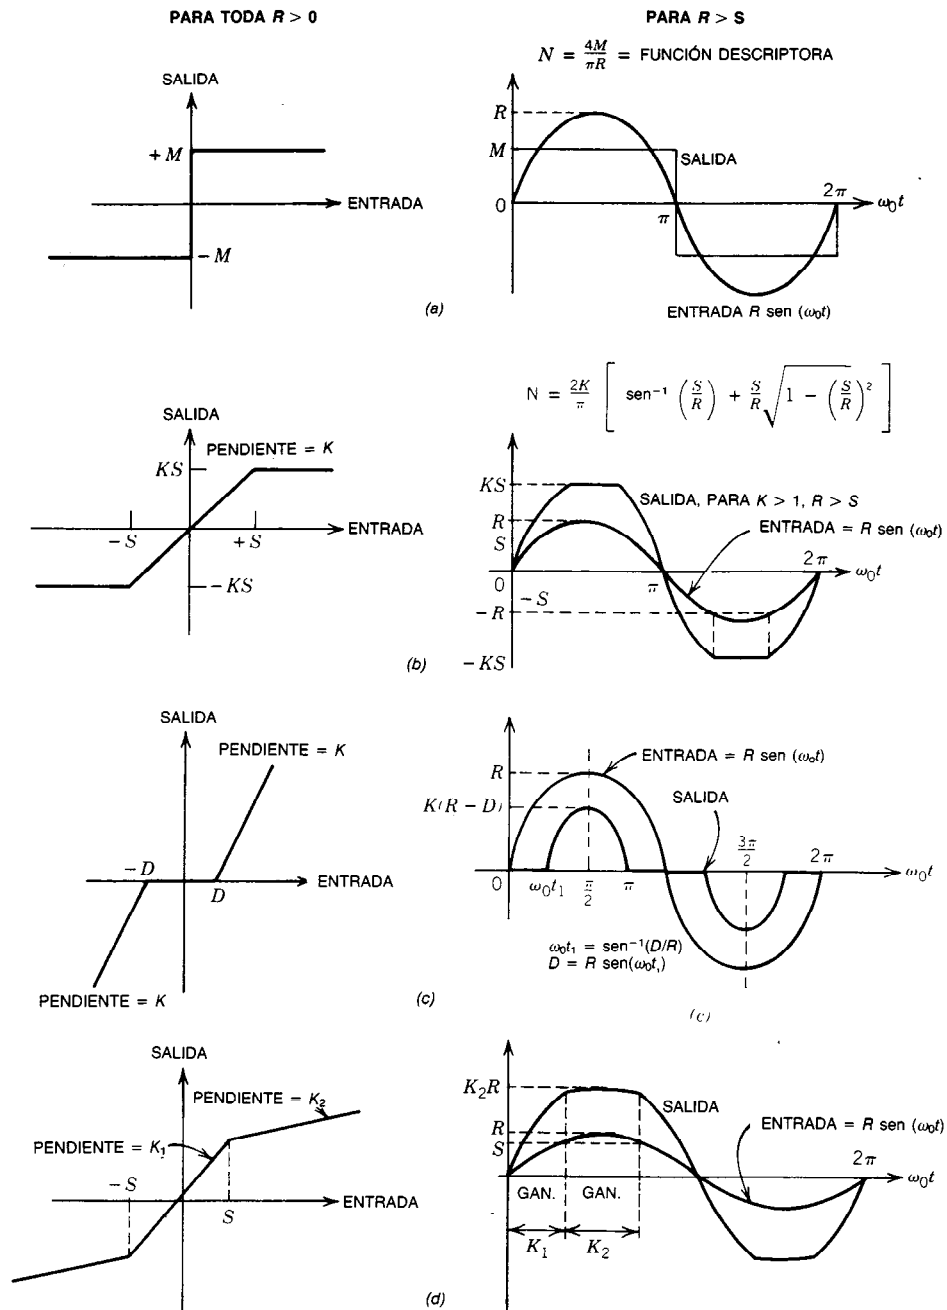 PARA TODA R > 0
PARA R > S
N = 4M/πR = FUNCIÓN DESCRIPTORA
SALIDA
+M
ENTRADA
−M
R
M
SALIDA
0
π
2π
ω₀t
ENTRADA R sen (ω₀t)
(a)
N = 2K/π [ sen⁻¹ (S/R) + S/R √(1 − (S/R)²) ]
SALIDA
PENDIENTE = K
KS
ENTRADA
−S
+S
−KS
KS
SALIDA, PARA K > 1, R > S
R
ENTRADA = R sen (ω₀t)
S
0
π
2π
ω₀t
−S
−R
−KS
(b)
SALIDA
PENDIENTE = K
−D
D
ENTRADA
PENDIENTE = K
ENTRADA = R sen (ω₀t)
R
K(R − D)
SALIDA
3π/2
2π
ω₀t
0
ω₀t₁
π/2
π
ω₀t₁ = sen⁻¹(D/R)
D = R sen(ω₀t₁)
(c)
(c)
SALIDA
PENDIENTE = K₂
PENDIENTE = K₁
−S
S
ENTRADA
K₂R
SALIDA
R
ENTRADA = R sen (ω₀t)
S
2π
ω₀t
GAN.
GAN.
K₁
K₂
(d)